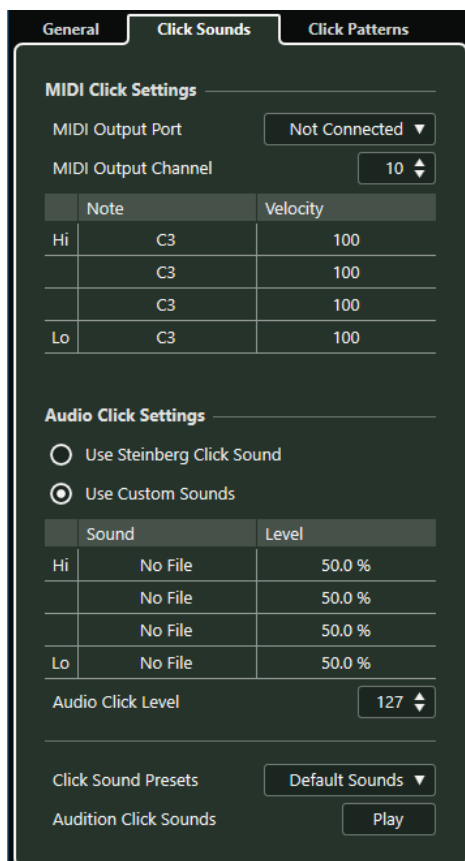 General Click Sounds Click Patterns
MIDI Click Settings
MIDI Output Port Not Connected
MIDI Output Channel 10
Note Velocity
Hi C3 100
C3 100
C3 100
Lo C3 100
Audio Click Settings
Use Steinberg Click Sound
Use Custom Sounds
Sound Level
Hi No File 50.0 %
No File 50.0 %
No File 50.0 %
Lo No File 50.0 %
Audio Click Level 127
Click Sound Presets Default Sounds
Audition Click Sounds Play